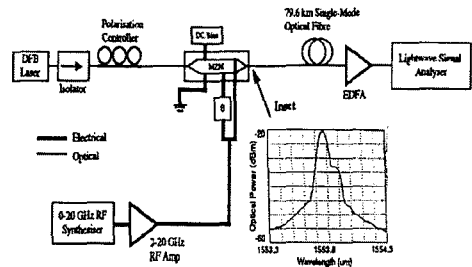 79.6 km Single-Mode
Optical Fibre
Polarisation
Controller
DC bias
DFB
Laser
MZM
Lightwave Signal
Analyser
Isolator
EDFA
θ
Inset
Electrical
Optical
0-20 GHz RF
Synthesiser
0-20 GHz
RF Amp
Optical Power (dBm)
-20
-60
1553.3
1553.8
1554.3
Wavelength (um)